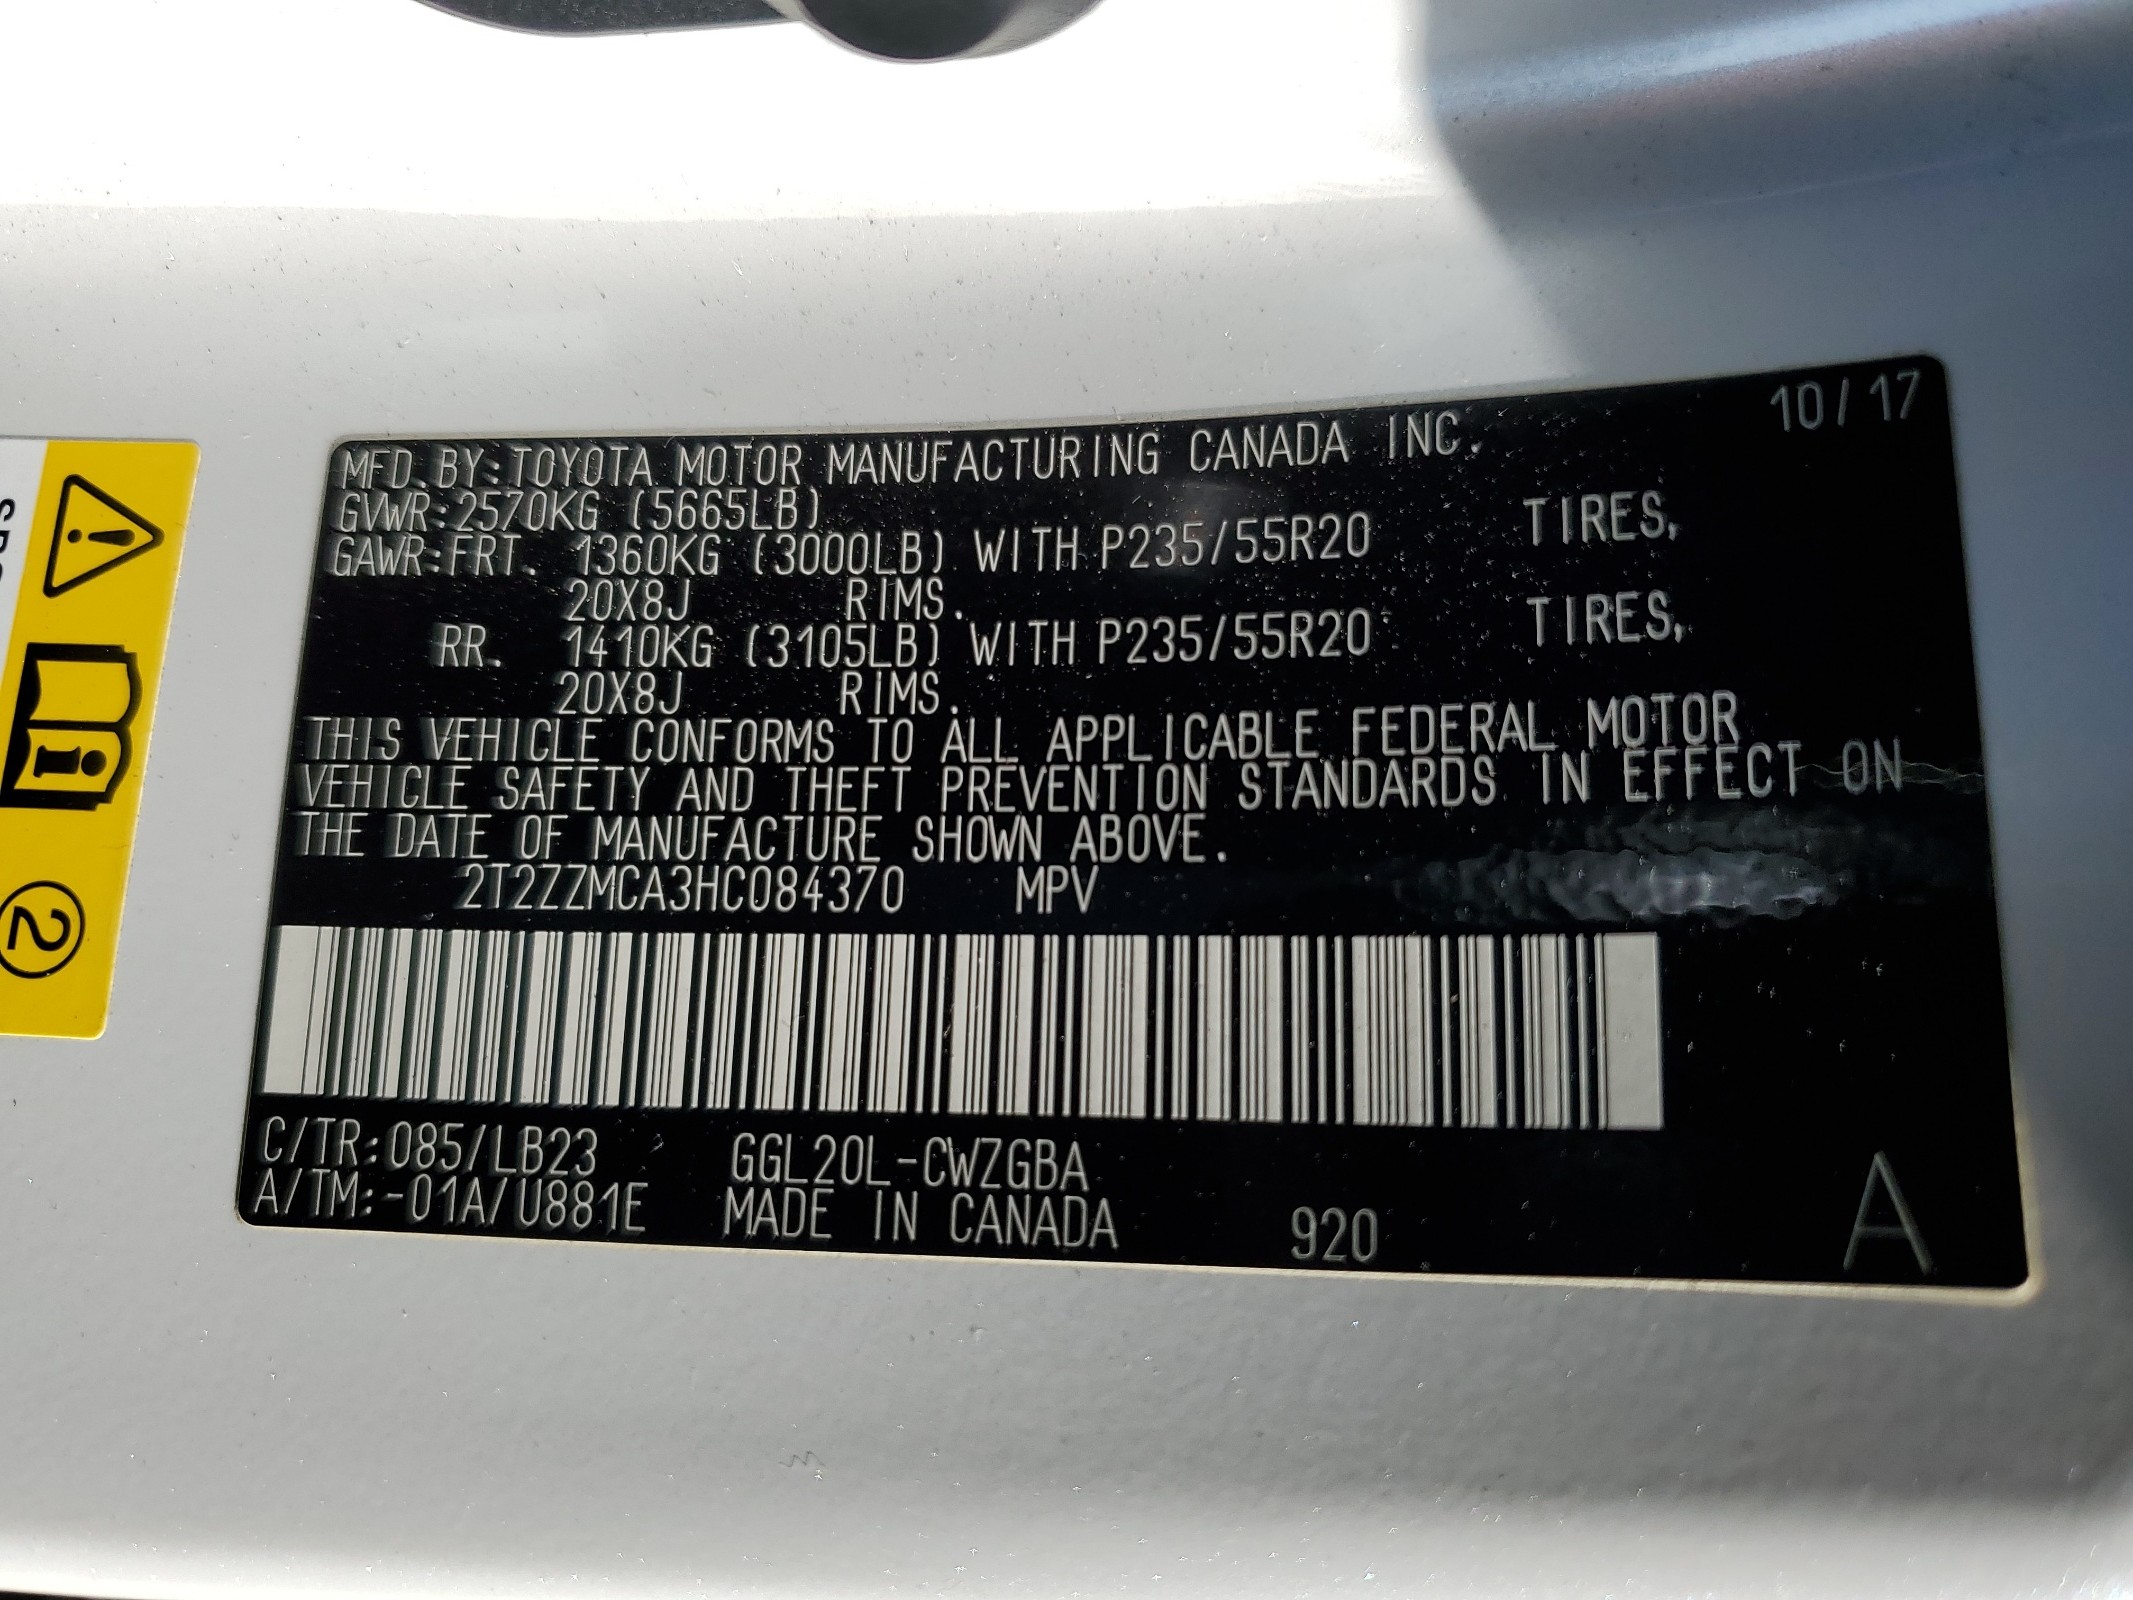 10/17
MFD.BY:TOYOTA MOTOR MANUFACTURING CANADA INC.
GVWR:2570KG (5665LB)
GAWR:FRT. 1360KG (3000LB) WITH P235/55R20 TIRES,
20X8J RIMS.
RR. 1410KG (3105LB) WITH P235/55R20 TIRES,
20X8J RIMS.
THIS VEHICLE CONFORMS TO ALL APPLICABLE FEDERAL MOTOR
VEHICLE SAFETY AND THEFT PREVENTION STANDARDS IN EFFECT ON
THE DATE OF MANUFACTURE SHOWN ABOVE.
2T2ZZMCA3HC084370 MPV
C/TR:085/LB23 GGL20L-CWZGBA
A/TM:-01A/U881E MADE IN CANADA 920 A
2